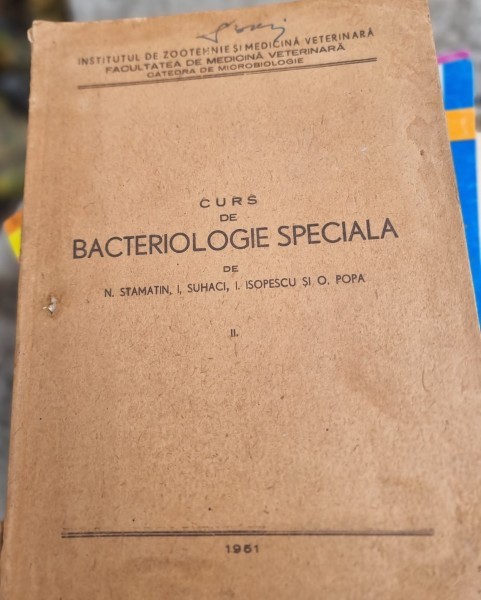 INSTITUTUL DE ZOOTEHNIE ȘI MEDICINĂ VETERINARĂ
FACULTATEA DE MEDICINĂ VETERINARĂ
CATEDRA DE MICROBIOLOGIE
CURS
DE
BACTERIOLOGIE SPECIALA
DE
N. STAMATIN, I. SUHACI, I. ISOPESCU ȘI O. POPA
II.
1951